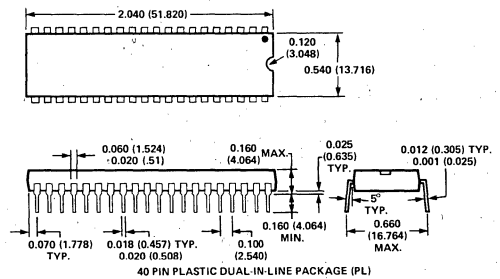 2.040 (51.820)
0.120
(3.048)
0.540 (13.716)
0.060 (1.524)
0.020 (.51)
0.160
(4.064)
MAX.
0.025
(0.635)
TYP.
0.012 (0.305) TYP.
0.001 (0.025)
5°
TYP.
0.070 (1.778)
TYP.
0.018 (0.457) TYP.
0.020 (0.508)
0.100
(2.540)
0.160 (4.064)
MIN.
0.660
(16.764)
MAX.
40 PIN PLASTIC DUAL-IN-LINE PACKAGE (PL)